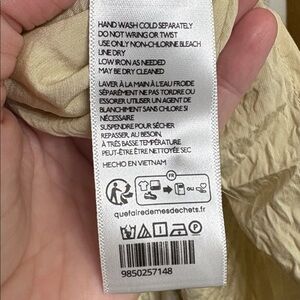 HAND WASH COLD SEPARATELY
DO NOT WRING OR TWIST
USE ONLY NON-CHLORINE BLEACH
LINE DRY
LOW IRON AS NEEDED
MAY BE DRY CLEANED
LAVER À LA MAIN À L'EAU FROIDE
SÉPARÉMENT NE PAS TORDRE OU
ESSORER UTILISER UN AGENT DE
BLANCHIMENT SANS CHLORE SI
NÉCESSAIRE
SUSPENDRE POUR SÉCHER
REPASSER, AU BESOIN,
À TRÈS BASSE TEMPÉRATURE
PEUT-ÊTRE ÊTRE NETTOYÉE SEC
HECHO EN VIETNAM
FR
OU
quefairedemesdechets.fr
P
9850257148